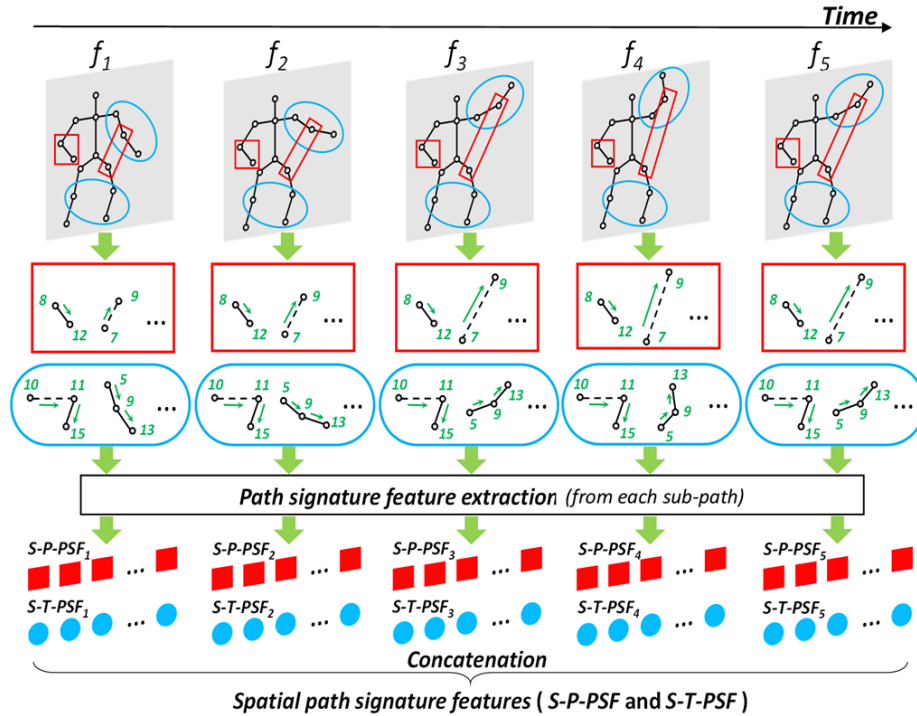 Time
f1 f2 f3 f4 f5
8 9 8 9 8 9 8 9 8 9
12 7 12 7 12 7 12 7 12 7
... ... ... ... ...
10 11 5 10 11 5 10 11 13 10 11 13 10 11 13
9 ... 9 ... 5 9 ... 9 ... 5 9 ...
15 13 15 13 15 15 5 15
Path signature feature extraction (from each sub-path)
S-P-PSF1 S-P-PSF2 S-P-PSF3 S-P-PSF4 S-P-PSF5
... ... ... ... ...
S-T-PSF1 S-T-PSF2 S-T-PSF3 S-T-PSF4 S-T-PSF5
... ... ... ... ...
Concatenation
Spatial path signature features ( S-P-PSF and S-T-PSF )